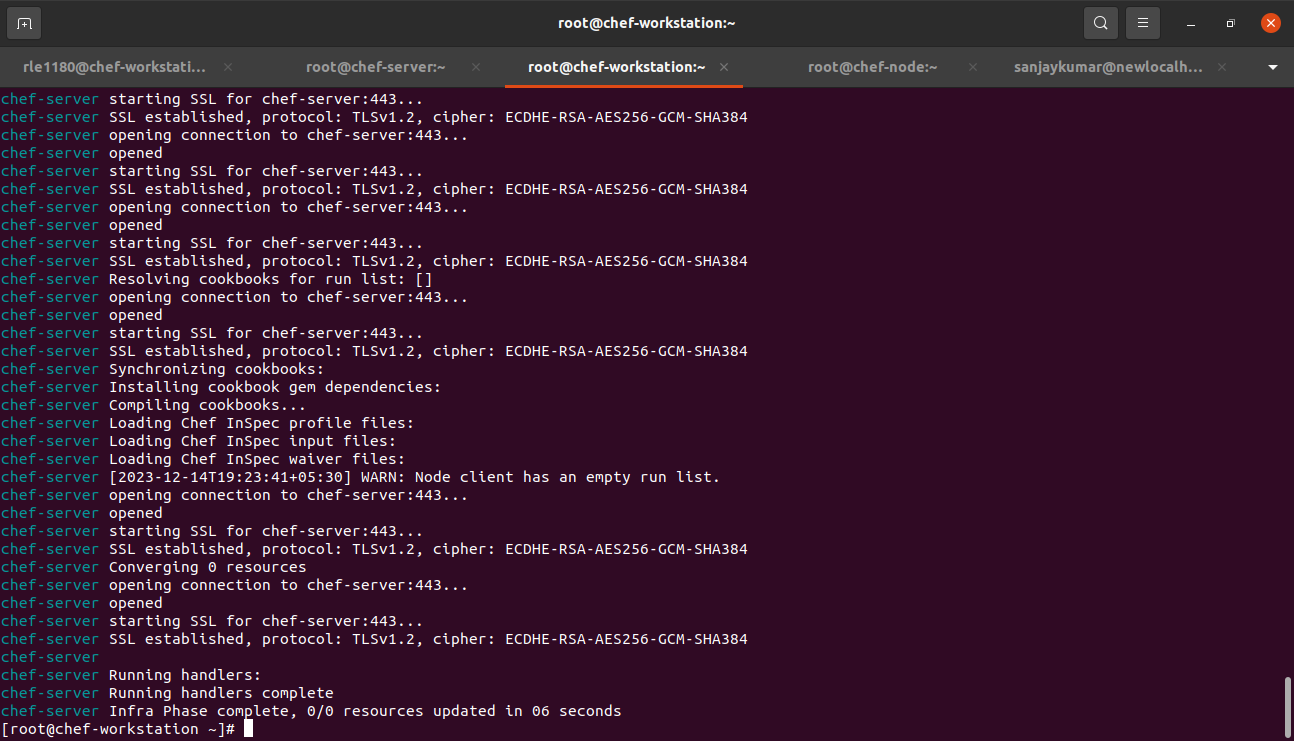 root@chef-workstation:~
rle1180@chef-workstati...
root@chef-server:~
root@chef-workstation:~
root@chef-node:~
sanjaykumar@newlocalh...
chef-server starting SSL for chef-server:443...
chef-server SSL established, protocol: TLSv1.2, cipher: ECDHE-RSA-AES256-GCM-SHA384
chef-server opening connection to chef-server:443...
chef-server opened
chef-server starting SSL for chef-server:443...
chef-server SSL established, protocol: TLSv1.2, cipher: ECDHE-RSA-AES256-GCM-SHA384
chef-server opening connection to chef-server:443...
chef-server opened
chef-server starting SSL for chef-server:443...
chef-server SSL established, protocol: TLSv1.2, cipher: ECDHE-RSA-AES256-GCM-SHA384
chef-server Resolving cookbooks for run list: []
chef-server opening connection to chef-server:443...
chef-server opened
chef-server starting SSL for chef-server:443...
chef-server SSL established, protocol: TLSv1.2, cipher: ECDHE-RSA-AES256-GCM-SHA384
chef-server Synchronizing cookbooks:
chef-server Installing cookbook gem dependencies:
chef-server Compiling cookbooks...
chef-server Loading Chef InSpec profile files:
chef-server Loading Chef InSpec input files:
chef-server Loading Chef InSpec waiver files:
chef-server [2023-12-14T19:23:41+05:30] WARN: Node client has an empty run list.
chef-server opening connection to chef-server:443...
chef-server opened
chef-server starting SSL for chef-server:443...
chef-server SSL established, protocol: TLSv1.2, cipher: ECDHE-RSA-AES256-GCM-SHA384
chef-server Converging 0 resources
chef-server opening connection to chef-server:443...
chef-server opened
chef-server starting SSL for chef-server:443...
chef-server SSL established, protocol: TLSv1.2, cipher: ECDHE-RSA-AES256-GCM-SHA384
chef-server
chef-server Running handlers:
chef-server Running handlers complete
chef-server Infra Phase complete, 0/0 resources updated in 06 seconds
[root@chef-workstation ~]#